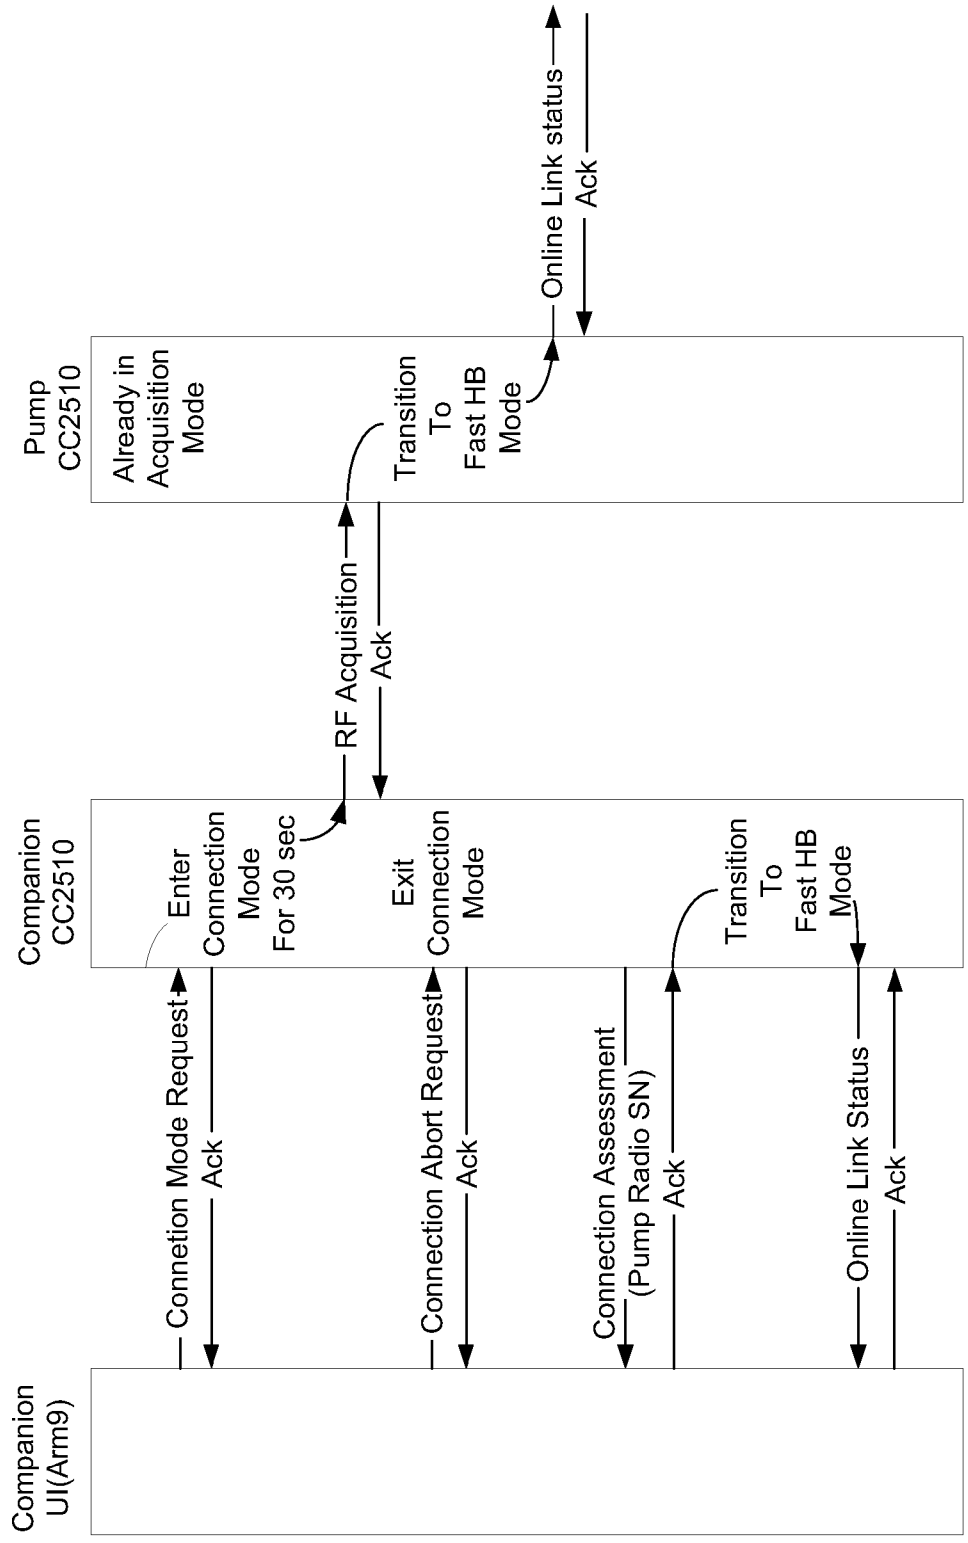 Companion
UI(Arm9)
Companion
CC2510
Pump
CC2510
Connetion Mode Request
Ack
Enter
Connection
Mode
For 30 sec
Already in
Acquisition
Mode
RF Acquisition
Ack
Transition
To
Fast HB
Mode
Connection Abort Request
Ack
Exit
Connection
Mode
Online Link status
Ack
Connection Assessment
(Pump Radio SN)
Ack
Transition
To
Fast HB
Mode
Online Link Status
Ack